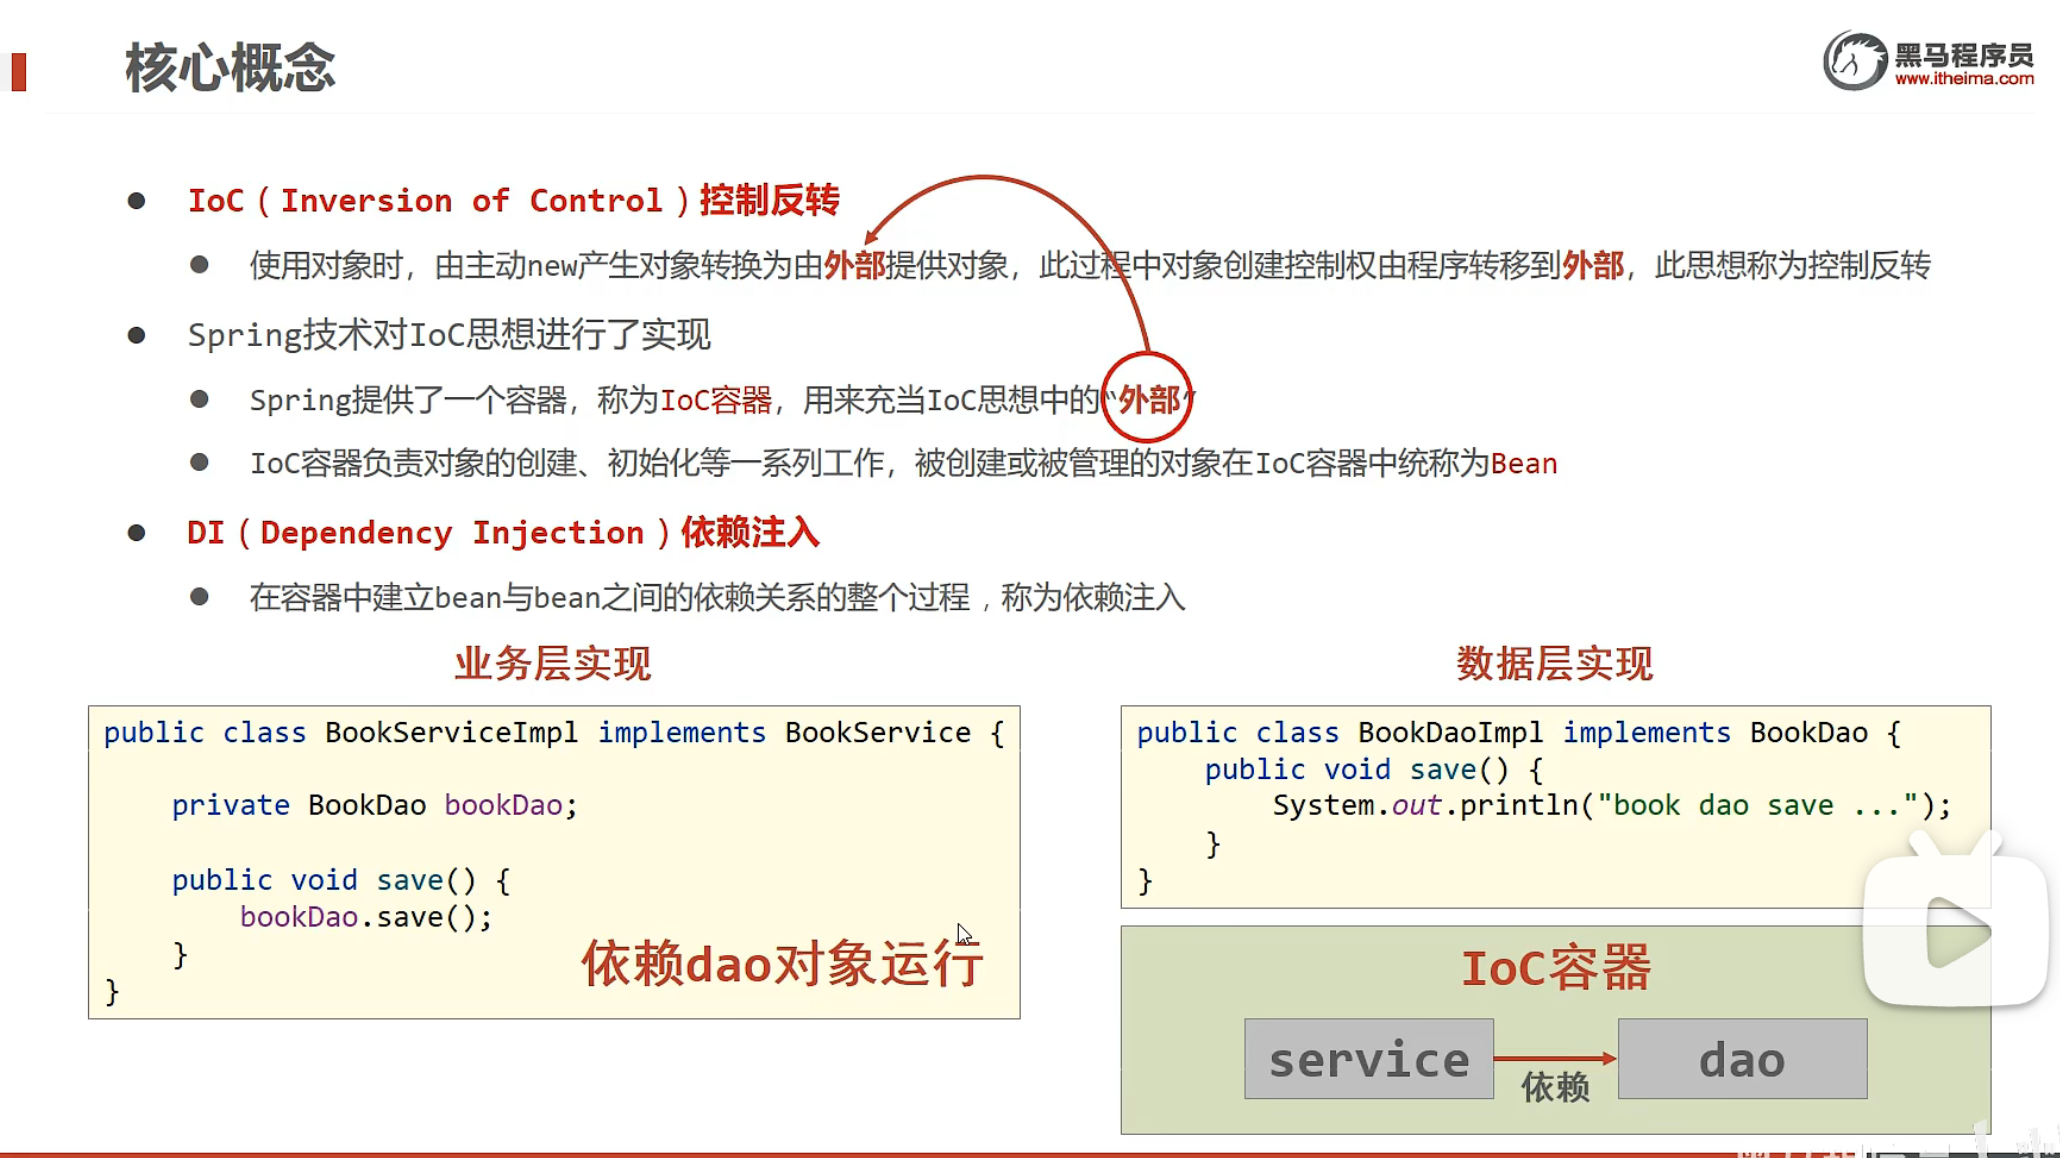 核心概念
黑马程序员
www.itheima.com
IoC（Inversion of Control）控制反转
使用对象时，由主动new产生对象转换为由外部提供对象，此过程中对象创建控制权由程序转移到外部，此思想称为控制反转
Spring技术对IoC思想进行了实现
Spring提供了一个容器，称为IoC容器，用来充当IoC思想中的“外部”
IoC容器负责对象的创建、初始化等一系列工作，被创建或被管理的对象在IoC容器中统称为Bean
DI（Dependency Injection）依赖注入
在容器中建立bean与bean之间的依赖关系的整个过程，称为依赖注入
业务层实现
public class BookServiceImpl implements BookService {
private BookDao bookDao;
public void save() {
bookDao.save();
}
}
依赖dao对象运行
数据层实现
public class BookDaoImpl implements BookDao {
public void save() {
System.out.println("book dao save ...");
}
}
IoC容器
service
依赖
dao